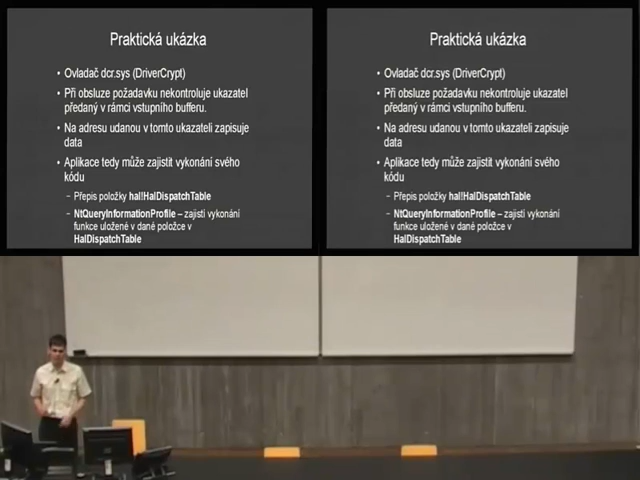 Praktická ukázka
• Ovladač dcr.sys (DriverCrypt)
• Při obsluze požadavku nekontroluje ukazatel
předaný v rámci vstupního bufferu.
• Na adresu udanou v tomto ukazateli zapisuje
data
• Aplikace tedy může zajistit vykonání svého
kódu
– Přepis položky hal!HalDispatchTable
– NtQueryInformationProfile – zajistí vykonání
funkce uložené v dané položce v
HalDispatchTable
Praktická ukázka
• Ovladač dcr.sys (DriverCrypt)
• Při obsluze požadavku nekontroluje ukazatel
předaný v rámci vstupního bufferu.
• Na adresu udanou v tomto ukazateli zapisuje
data
• Aplikace tedy může zajistit vykonání svého
kódu
– Přepis položky hal!HalDispatchTable
– NtQueryInformationProfile – zajistí vykonání
funkce uložené v dané položce v
HalDispatchTable